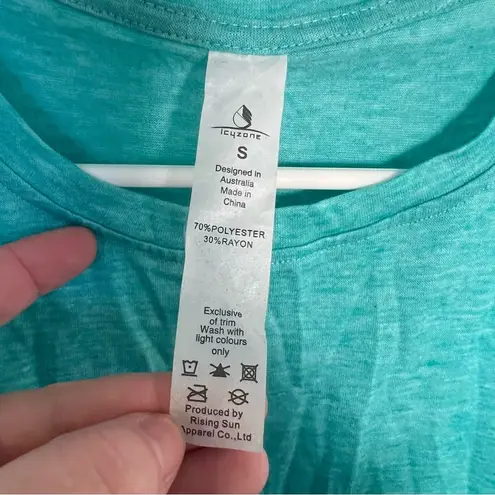 icyzone
S
Designed In
Australia
Made in
China
70%POLYESTER
30%RAYON
Exclusive
of trim
Wash with
light colours
only
Produced by
Rising Sun
Apparel Co.,Ltd